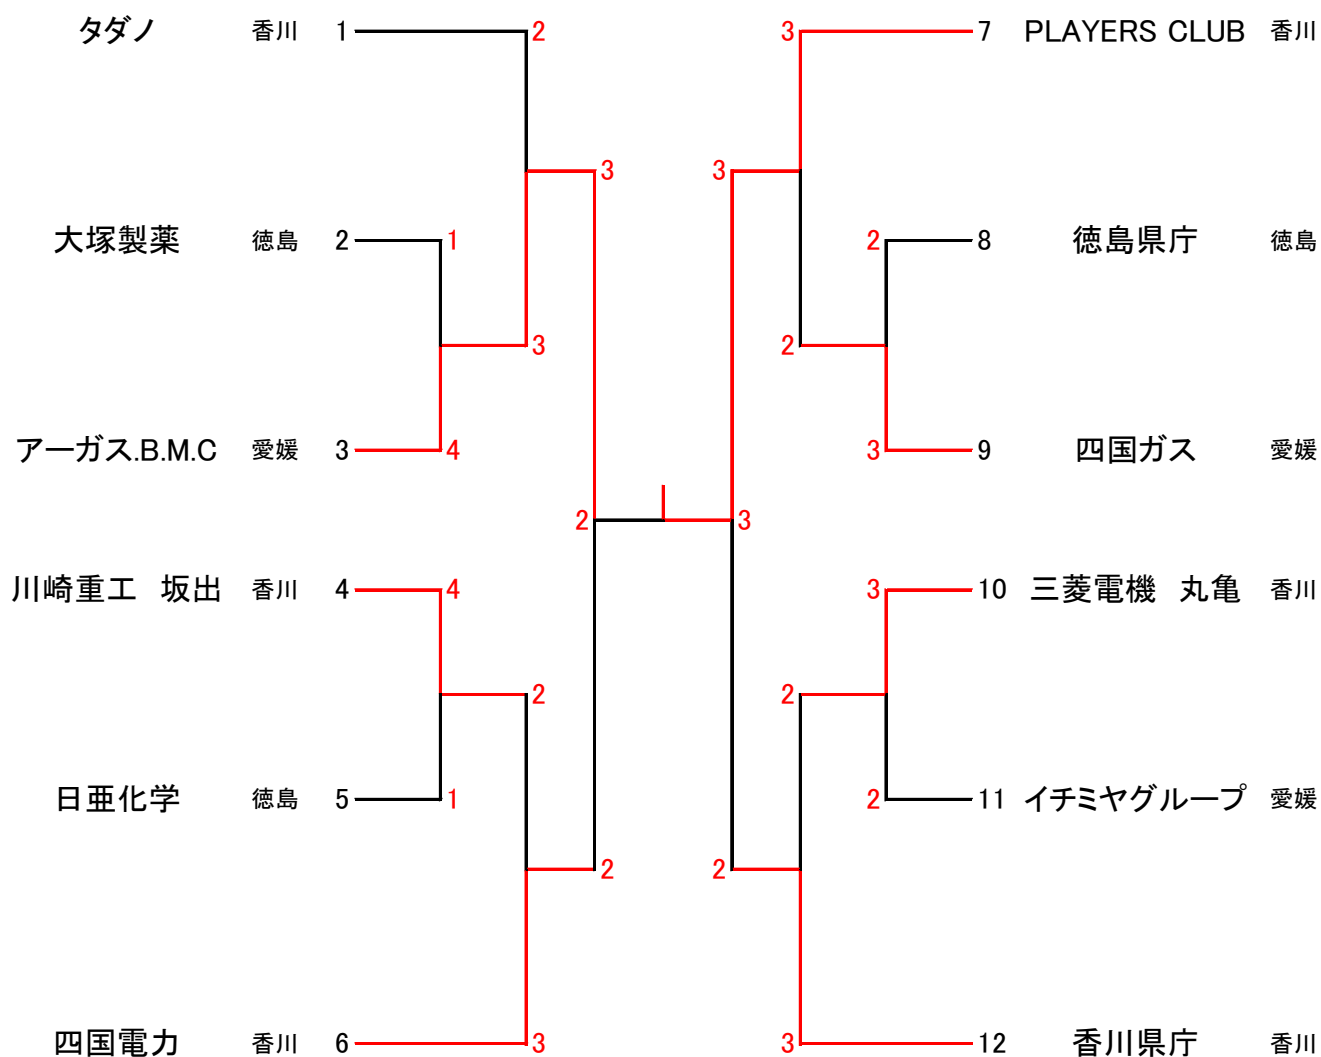 タダノ 香川 1 2 3 7 PLAYERS CLUB 香川
3 3
大塚製薬 徳島 2 1 2 8 徳島県庁 徳島
3 2
アーガス.B.M.C 愛媛 3 4 3 9 四国ガス 愛媛
2 3
川崎重工　坂出 香川 4 4 3 10 三菱電機　丸亀 香川
2 2
日亜化学 徳島 5 1 2 11 イチミヤグループ 愛媛
2 2
四国電力 香川 6 3 3 12 香川県庁 香川